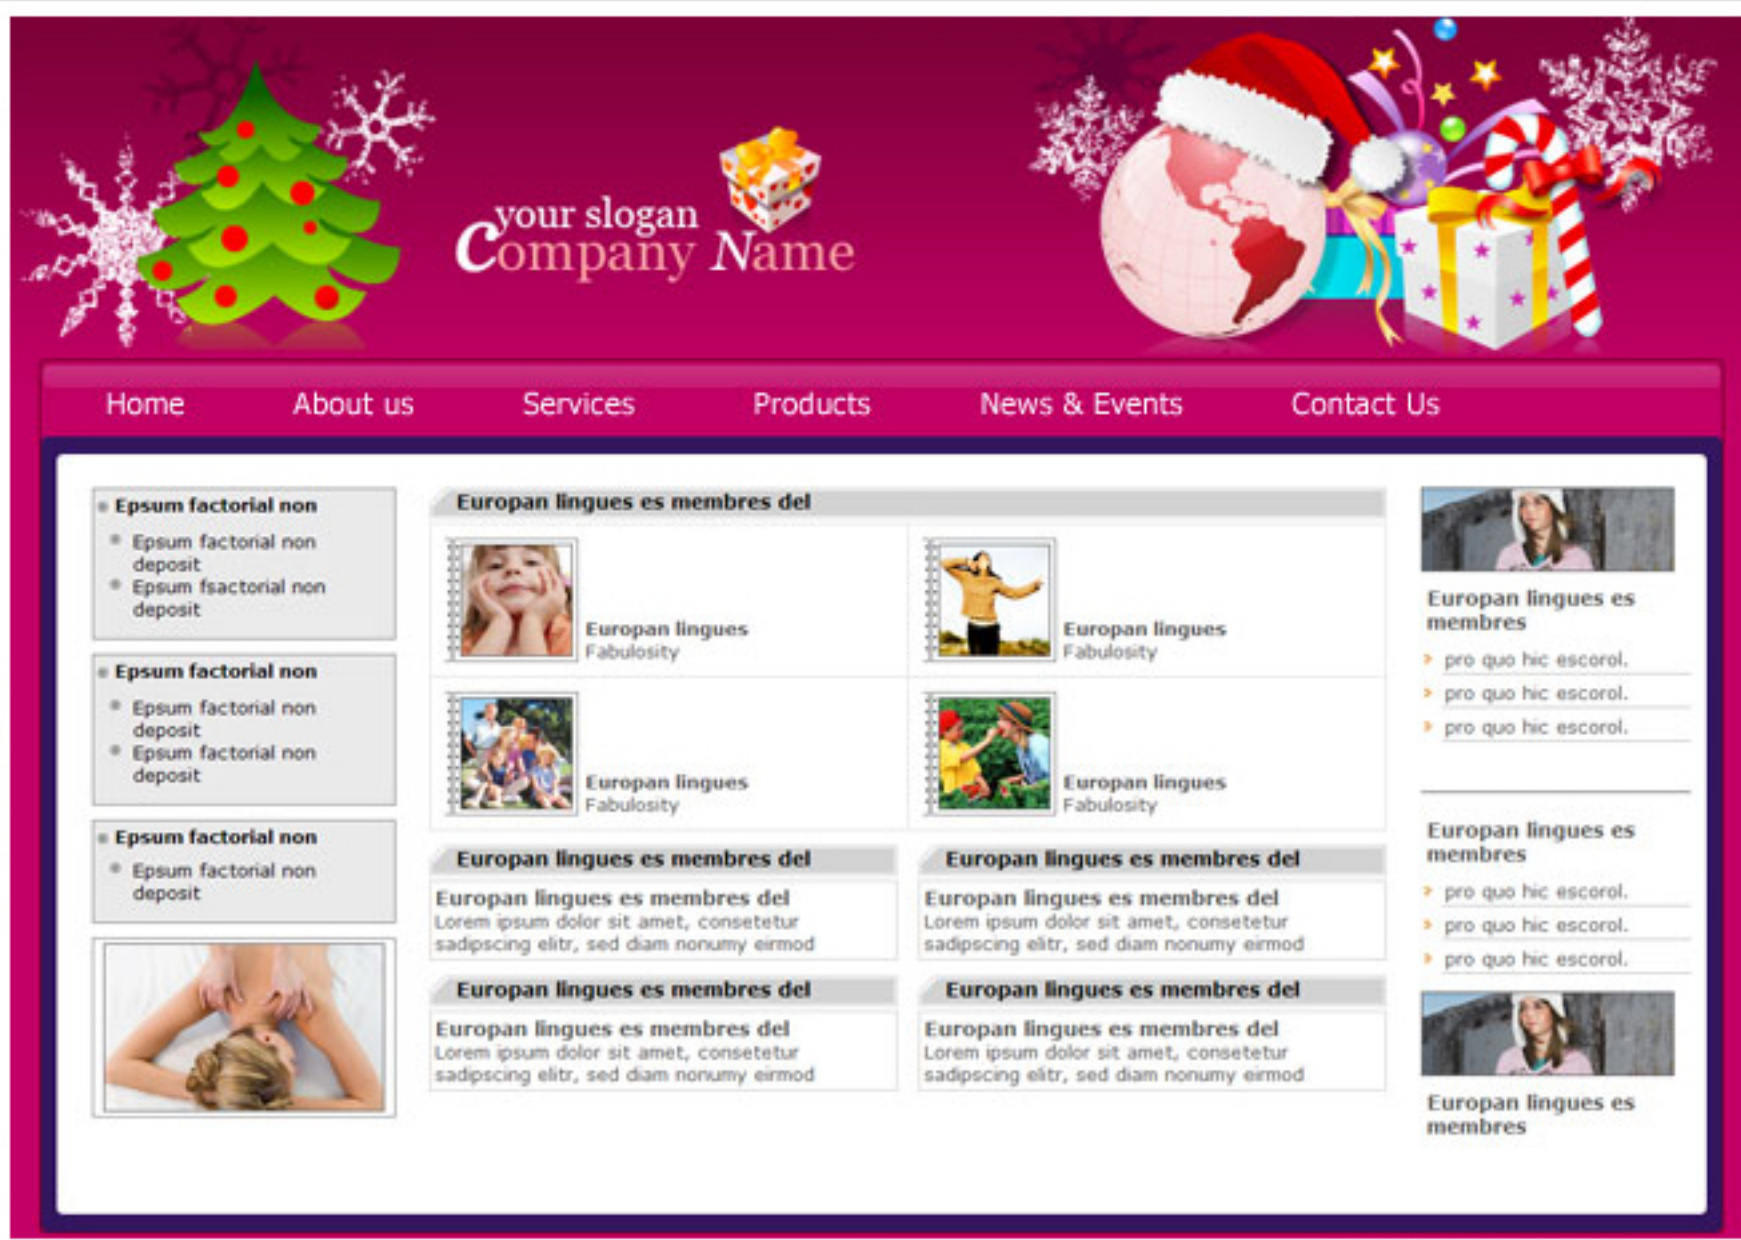 your slogan
Company Name
Home About us Services Products News & Events Contact Us
Epsum factorial non
Epsum factorial non
deposit
Epsum fsactorial non
deposit
Epsum factorial non
Epsum factorial non
deposit
Epsum factorial non
deposit
Epsum factorial non
Epsum factorial non
deposit
Europan lingues es membres del
Europan lingues
Fabulosity
Europan lingues
Fabulosity
Europan lingues
Fabulosity
Europan lingues
Fabulosity
Europan lingues es membres del
Europan lingues es membres del
Lorem ipsum dolor sit amet, consetetur
sadipscing elitr, sed diam nonumy eirmod
Europan lingues es membres del
Europan lingues es membres del
Lorem ipsum dolor sit amet, consetetur
sadipscing elitr, sed diam nonumy eirmod
Europan lingues es membres del
Europan lingues es membres del
Lorem ipsum dolor sit amet, consetetur
sadipscing elitr, sed diam nonumy eirmod
Europan lingues es membres del
Europan lingues es membres del
Lorem ipsum dolor sit amet, consetetur
sadipscing elitr, sed diam nonumy eirmod
Europan lingues es
membres
pro quo hic escorol.
pro quo hic escorol.
pro quo hic escorol.
Europan lingues es
membres
pro quo hic escorol.
pro quo hic escorol.
pro quo hic escorol.
Europan lingues es
membres